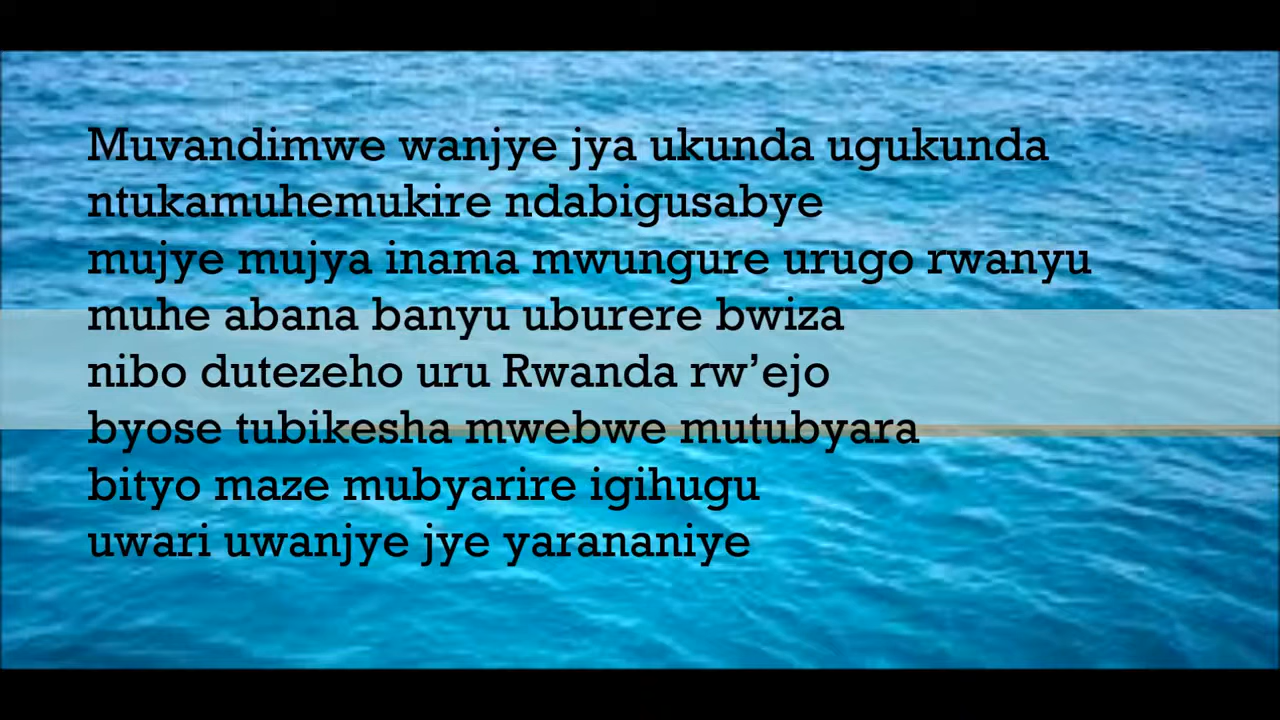 Muvandimwe wanjye jya ukunda ugukunda
ntukamuhemukire ndabigusabye
mujye mujya inama mwungure urugo rwanyu
muhe abana banyu uburere bwiza
nibo dutezeho uru Rwanda rw’ejo
byose tubikesha mwebwe mutubyara
bityo maze mubyarire igihugu
uwari uwanjye jye yarananiye